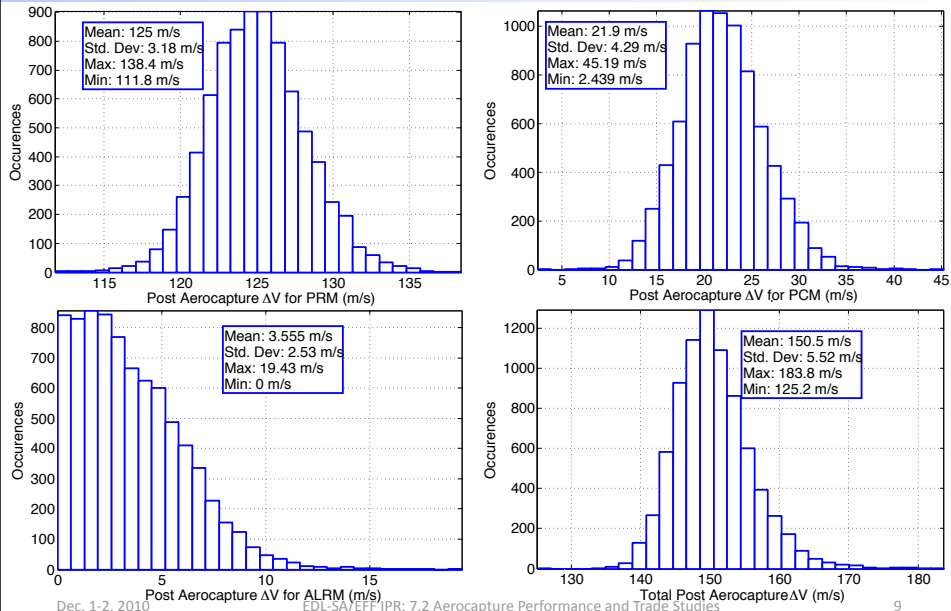 900
800
700
600
500
400
300
200
100
0
Occurences
Mean: 125 m/s
Std. Dev: 3.18 m/s
Max: 138.4 m/s
Min: 111.8 m/s
115
120
125
130
135
Post Aerocapture ΔV for PRM (m/s)
1000
800
600
400
200
0
Occurences
Mean: 21.9 m/s
Std. Dev: 4.29 m/s
Max: 45.19 m/s
Min: 2.439 m/s
5
10
15
20
25
30
35
40
45
Post Aerocapture ΔV for PCM (m/s)
800
700
600
500
400
300
200
100
0
Occurences
Mean: 3.555 m/s
Std. Dev: 2.53 m/s
Max: 19.43 m/s
Min: 0 m/s
0
5
10
15
Post Aerocapture ΔV for ALRM (m/s)
1200
1000
800
600
400
200
0
Occurences
Mean: 150.5 m/s
Std. Dev: 5.52 m/s
Max: 183.8 m/s
Min: 125.2 m/s
130
140
150
160
170
180
Total Post Aerocapture ΔV (m/s)
Dec. 1-2, 2010
EDL-SA/EFF IPR: 7.2 Aerocapture Performance and Trade Studies
9